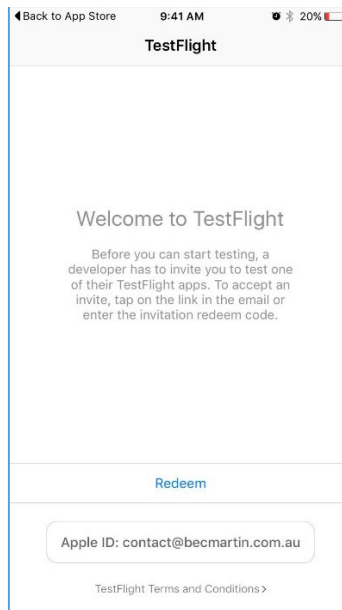 Back to App Store 9:41 AM 20%
TestFlight
Welcome to TestFlight
Before you can start testing, a
developer has to invite you to test one
of their TestFlight apps. To accept an
invite, tap on the link in the email or
enter the invitation redeem code.
Redeem
Apple ID: contact@becmartin.com.au
TestFlight Terms and Conditions >